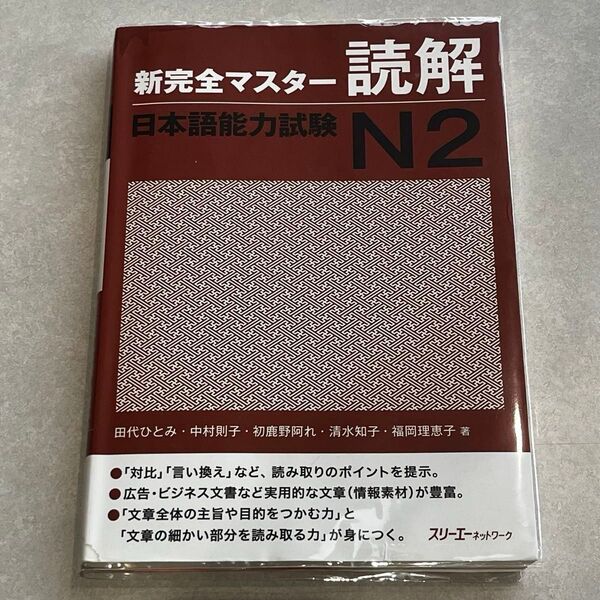 新完全マスター 読解
日本語能力試験 N2
田代ひとみ・中村則子・初鹿野阿れ・清水知子・福岡理恵子 著
●「対比」「言い換え」など、読み取りのポイントを提示。
●広告・ビジネス文書など実用的な文章(情報素材)が豊富。
●「文章全体の主旨や目的をつかむ力」と
「文章の細かい部分を読み取る力」が身につく。
スリーエーネットワーク